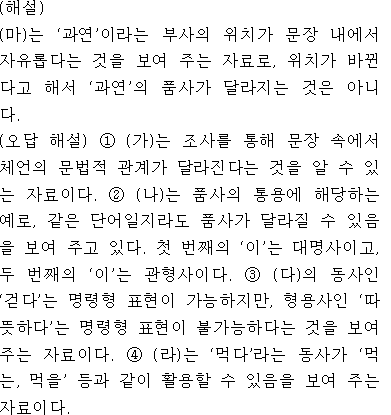 (해설)
(마)는 ‘과연’이라는 부사의 위치가 문장 내에서
자유롭다는 것을 보여 주는 자료로, 위치가 바뀐
다고 해서 ‘과연’의 품사가 달라지는 것은 아니
다.
(오답 해설) ① (가)는 조사를 통해 문장 속에서
체언의 문법적 관계가 달라진다는 것을 알 수 있
는 자료이다. ② (나)는 품사의 통용에 해당하는
예로, 같은 단어일지라도 품사가 달라질 수 있음
을 보여 주고 있다. 첫 번째의 ‘이’는 대명사이고,
두 번째의 ‘이’는 관형사이다. ③ (다)의 동사인
‘걷다’는 명령형 표현이 가능하지만, 형용사인 ‘따
뜻하다’는 명령형 표현이 불가능하다는 것을 보여
주는 자료이다. ④ (라)는 ‘먹다’라는 동사가 ‘먹
는, 먹을’ 등과 같이 활용할 수 있음을 보여 주는
자료이다.